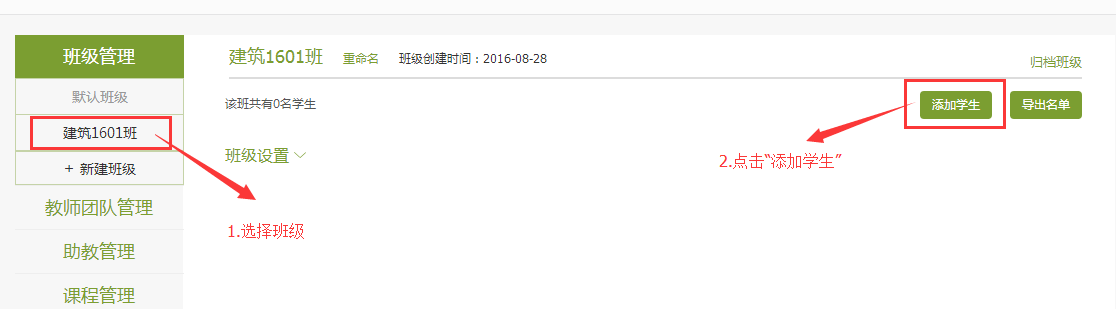 班级管理
默认班级
建筑1601班
+ 新建班级
教师团队管理
助教管理
课程管理
建筑1601班 重命名 班级创建时间：2016-08-28 归档班级
该班共有0名学生 添加学生 导出名单
班级设置
2.点击“添加学生”
1.选择班级